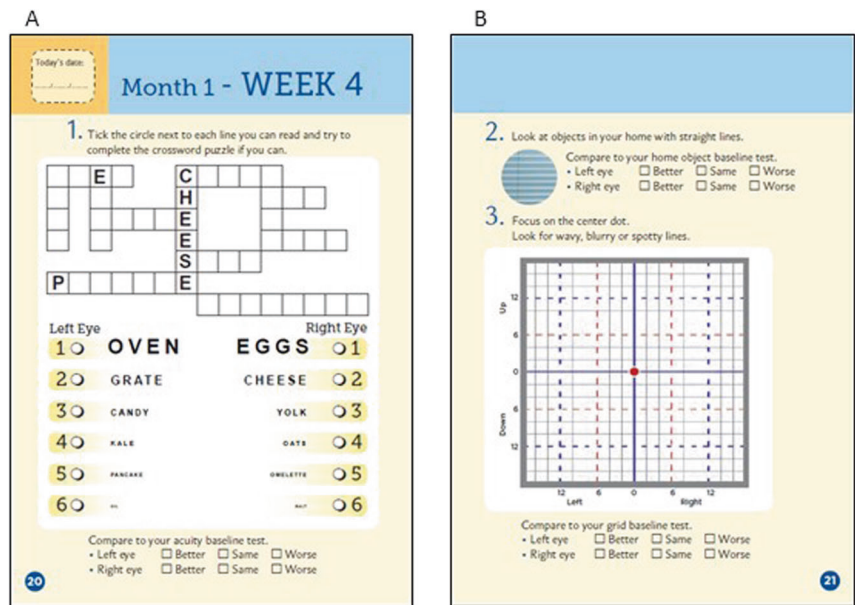 A
Today's date:
Month 1 - WEEK 4
1. Tick the circle next to each line you can read and try to
complete the crossword puzzle if you can.
E C
H
E
E
S
P E
Left Eye Right Eye
1 OVEN EGGS 1
2 GRATE CHEESE 2
3 CANDY YOLK 3
4 KALE OATS 4
5 PANCAKE OMELETTE 5
6 OIL 6
Compare to your acuity baseline test.
• Left eye Better Same Worse
• Right eye Better Same Worse
20
B
2. Look at objects in your home with straight lines.
Compare to your home object baseline test.
• Left eye Better Same Worse
• Right eye Better Same Worse
3. Focus on the center dot.
Look for wavy, blurry or spotty lines.
Up
12
6
0
6
Down
12
12 6 0 6 12
Left Right
Compare to your grid baseline test.
• Left eye Better Same Worse
• Right eye Better Same Worse
21